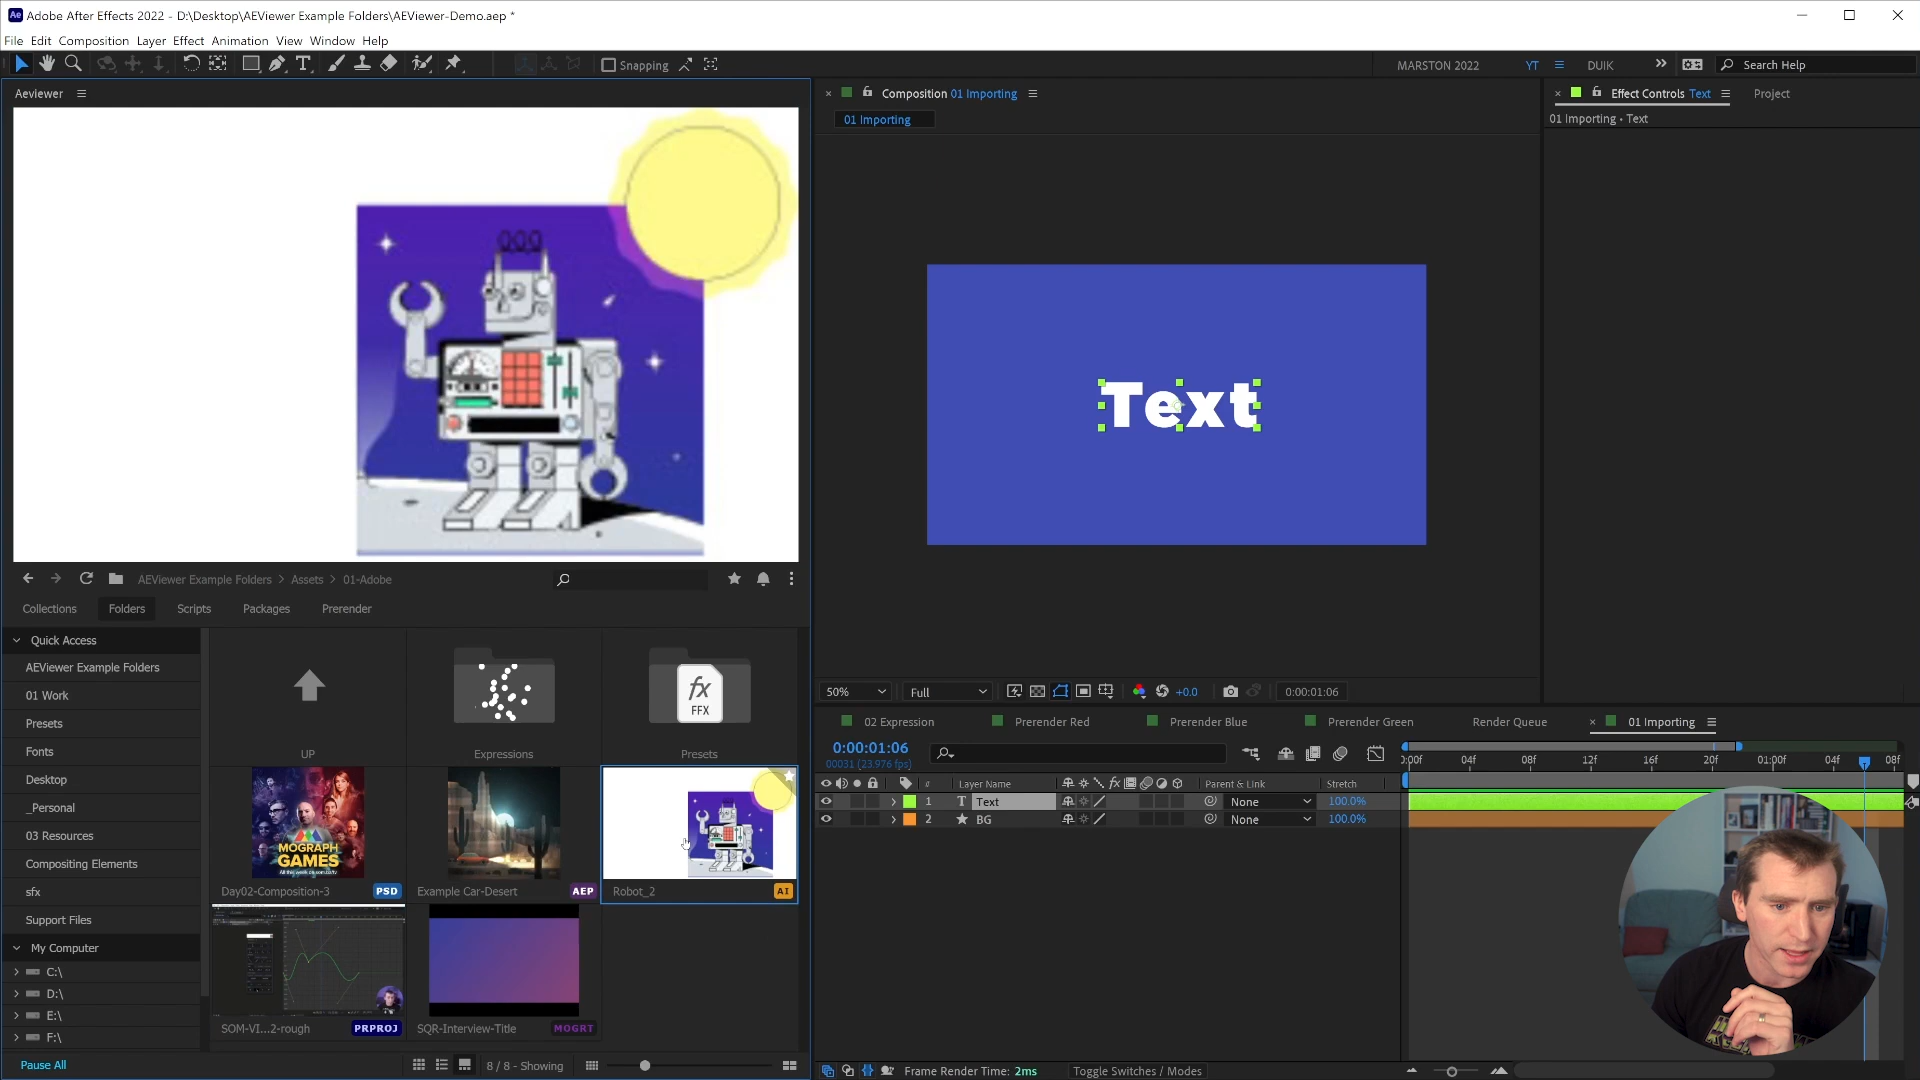 Ae Adobe After Effects 2022 - D:\Desktop\AEViewer Example Folders\AEViewer-Demo.aep *
File Edit Composition Layer Effect Animation View Window Help
Snapping
MARSTON 2022 YT DUIK Search Help
Aeviewer
Composition 01 Importing
Effect Controls Text Project
01 Importing
01 Importing • Text
Text
AEViewer Example Folders > Assets > 01-Adobe
Collections Folders Scripts Packages Prerender
Quick Access
AEViewer Example Folders
01 Work
Presets
Fonts
Desktop
_Personal
03 Resources
Compositing Elements
sfx
Support Files
My Computer
C:\
D:\
E:\
F:\
Pause All
fx
FFX
UP Expressions Presets
MOGRAPH
GAMES
Day02-Composition-3 PSD Example Car-Desert AEP Robot_2 AI
SOM-VI...2-rough PRPROJ SQR-Interview-Title MOGRT
8 / 8 - Showing
50% Full +0.0 0:00:01:06
02 Expression Prerender Red Prerender Blue Prerender Green Render Queue 01 Importing
0:00:01:06
00031 (23.976 fps)
0:00f 04f 08f 12f 16f 20f 01:00f 04f 08f
# Layer Name fx Parent & Link Stretch
1 T Text None 100.0%
2 BG None 100.0%
Frame Render Time: 2ms Toggle Switches / Modes